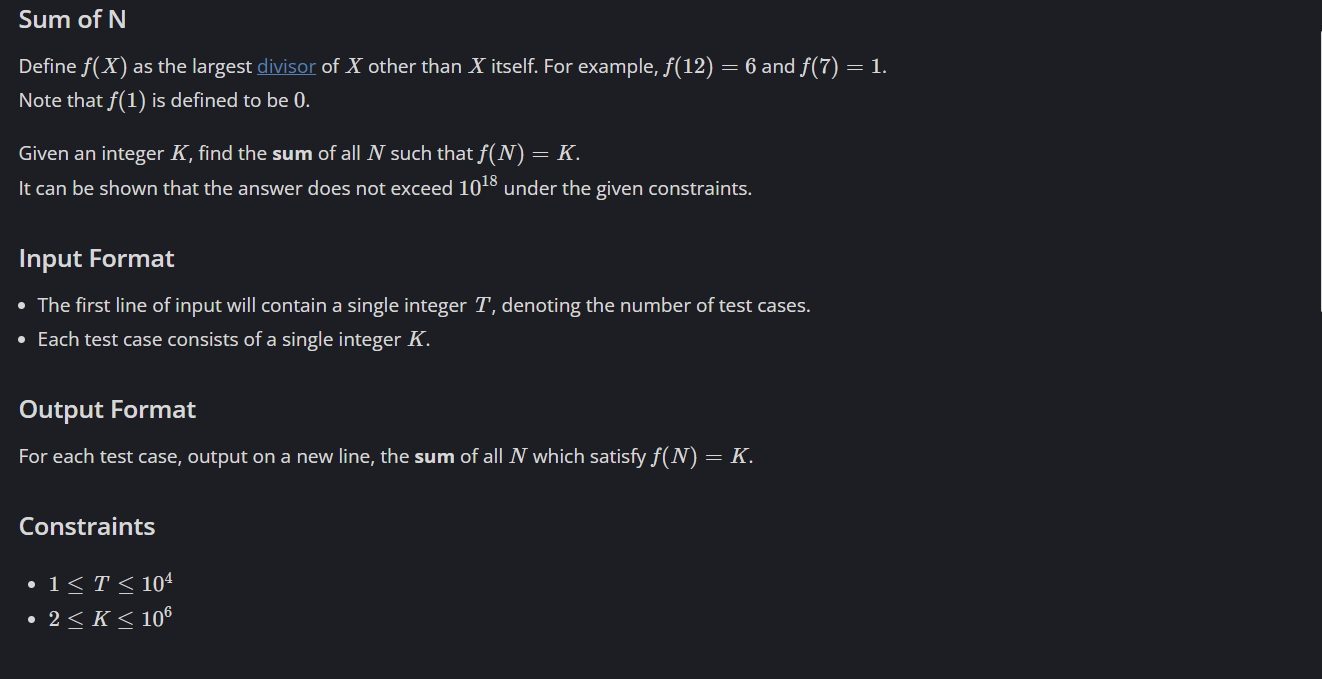 Sum of N
Define f(X) as the largest divisor of X other than X itself. For example, f(12) = 6 and f(7) = 1.
Note that f(1) is defined to be 0.
Given an integer K, find the sum of all N such that f(N) = K.
It can be shown that the answer does not exceed 10^18 under the given constraints.
Input Format
• The first line of input will contain a single integer T, denoting the number of test cases.
• Each test case consists of a single integer K.
Output Format
For each test case, output on a new line, the sum of all N which satisfy f(N) = K.
Constraints
• 1 ≤ T ≤ 10^4
• 2 ≤ K ≤ 10^6